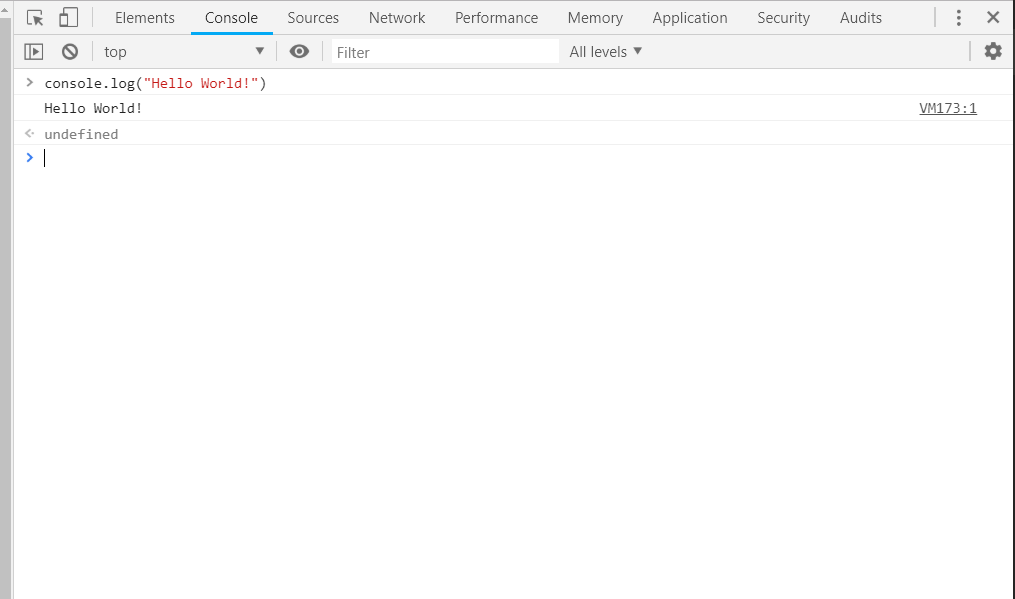 Elements Console Sources Network Performance Memory Application Security Audits
top Filter All levels
console.log("Hello World!")
Hello World! VM173:1
undefined